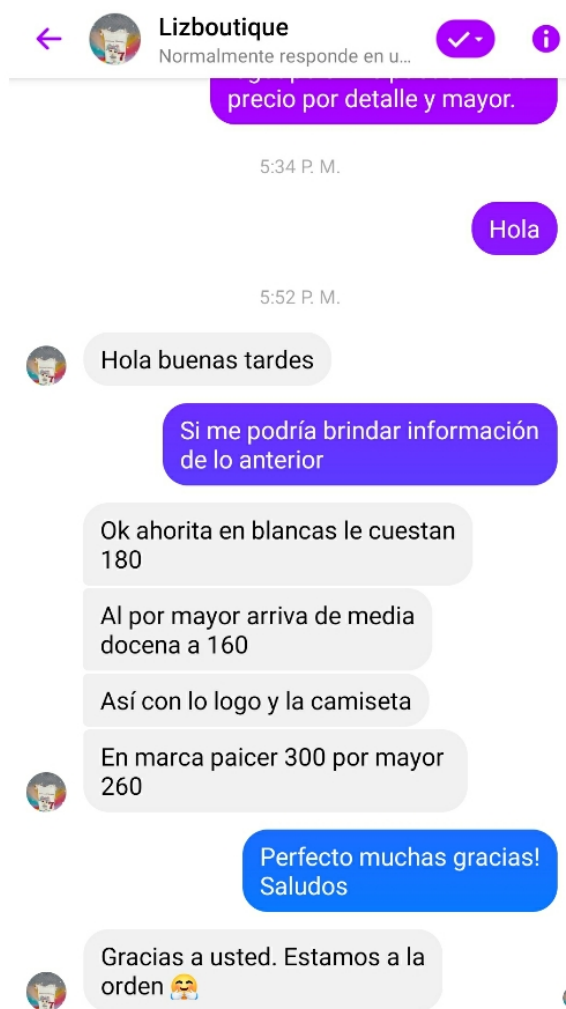 Lizboutique
Normalmente responde en u...
precio por detalle y mayor.
5:34 P. M.
Hola
5:52 P. M.
Hola buenas tardes
Si me podría brindar información
de lo anterior
Ok ahorita en blancas le cuestan
180
Al por mayor arriva de media
docena a 160
Así con lo logo y la camiseta
En marca paicer 300 por mayor
260
Perfecto muchas gracias!
Saludos
Gracias a usted. Estamos a la
orden 🤗